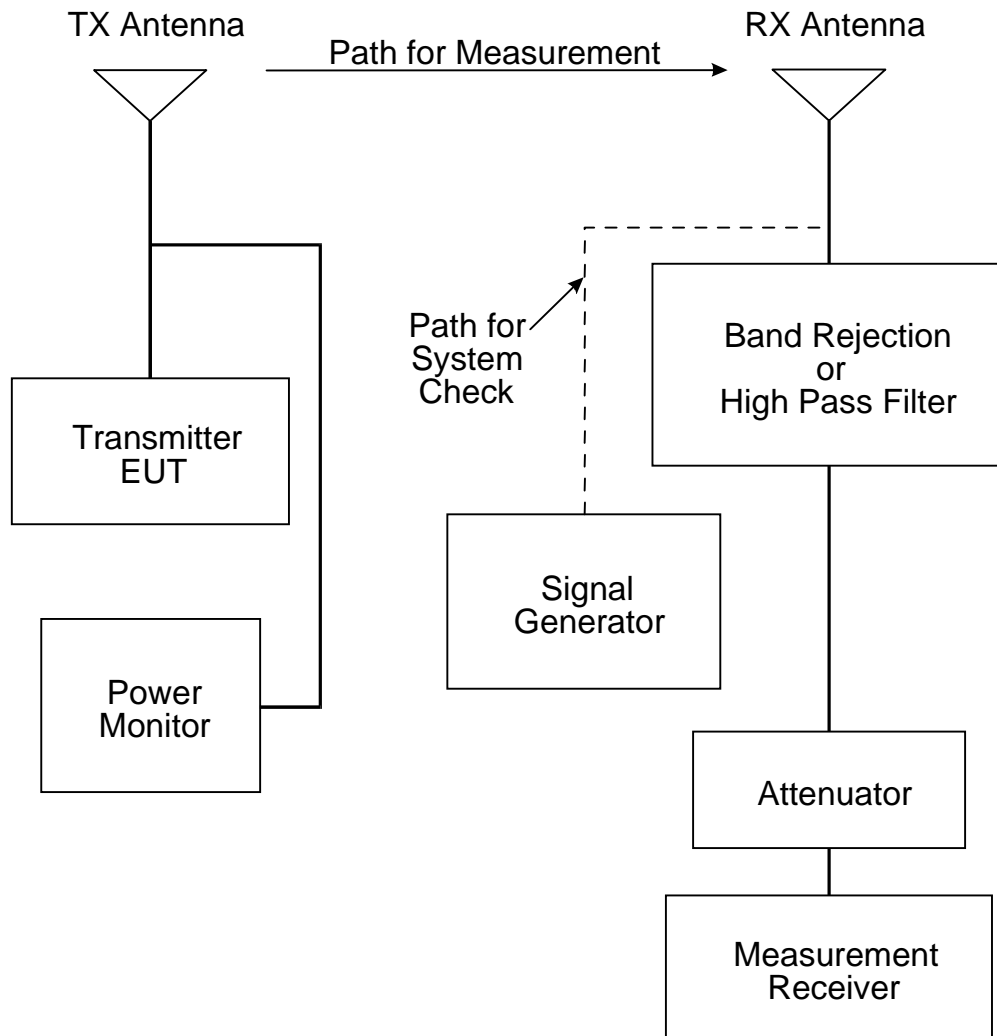 TX Antenna
RX Antenna
Path for Measurement
Path for
System
Check
Band Rejection
or
High Pass Filter
Transmitter
EUT
Signal
Generator
Power
Monitor
Attenuator
Measurement
Receiver